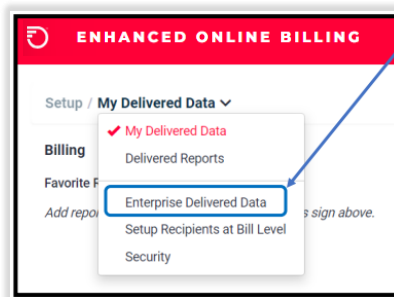 ENHANCED ONLINE BILLING
Setup / My Delivered Data
My Delivered Data
Billing
Delivered Reports
Favorite
Enterprise Delivered Data
Add s sign above.
Setup Recipients at Bill Level
Security